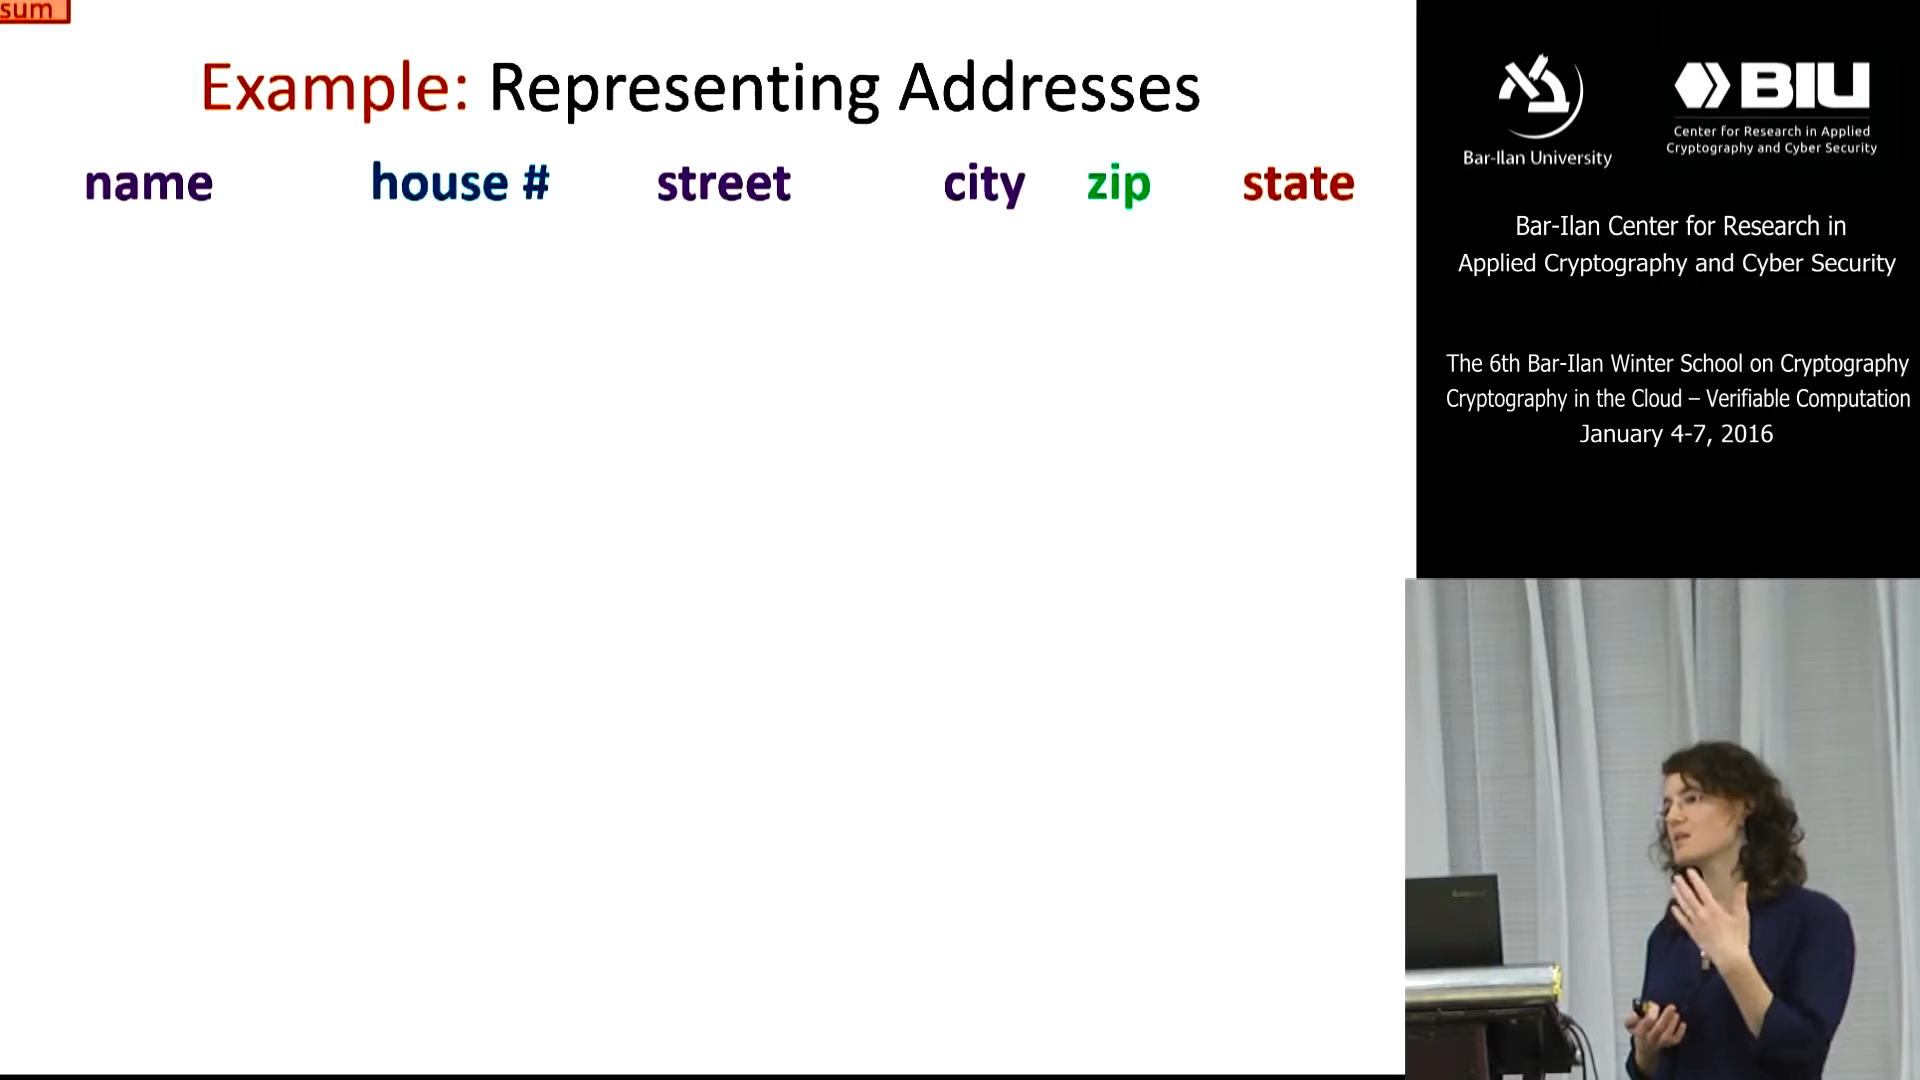 sum
Example: Representing Addresses
name house # street city zip state
Bar-Ilan University
BIU
Center for Research in Applied
Cryptography and Cyber Security
Bar-Ilan Center for Research in
Applied Cryptography and Cyber Security
The 6th Bar-Ilan Winter School on Cryptography
Cryptography in the Cloud – Verifiable Computation
January 4-7, 2016